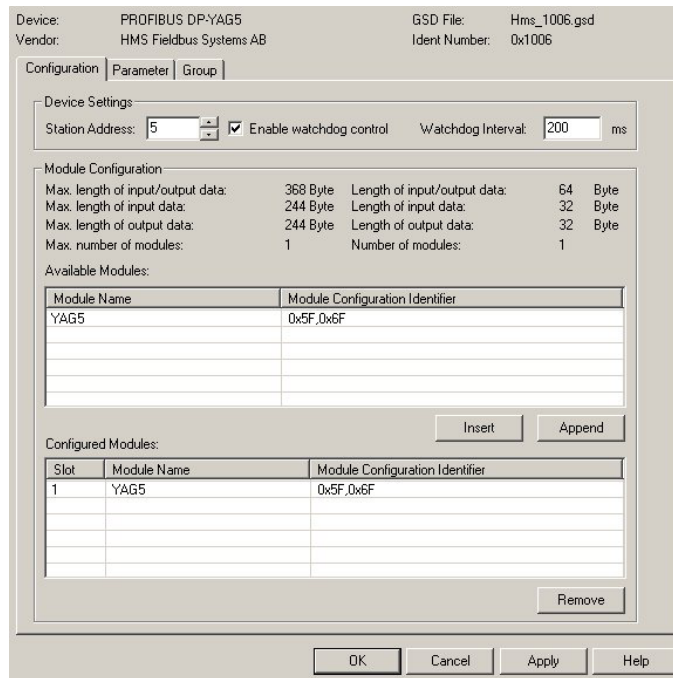 Device: PROFIBUS DP-YAG5 GSD File: Hms_1006.gsd
Vendor: HMS Fieldbus Systems AB Ident Number: 0x1006
Configuration Parameter Group
Device Settings
Station Address: 5 Enable watchdog control Watchdog Interval: 200 ms
Module Configuration
Max. length of input/output data: 368 Byte Length of input/output data: 64 Byte
Max. length of input data: 244 Byte Length of input data: 32 Byte
Max. length of output data: 244 Byte Length of output data: 32 Byte
Max. number of modules: 1 Number of modules: 1
Available Modules:
Module Name Module Configuration Identifier
YAG5 0x5F,0x6F
Insert Append
Configured Modules:
Slot Module Name Module Configuration Identifier
1 YAG5 0x5F,0x6F
Remove
OK Cancel Apply Help